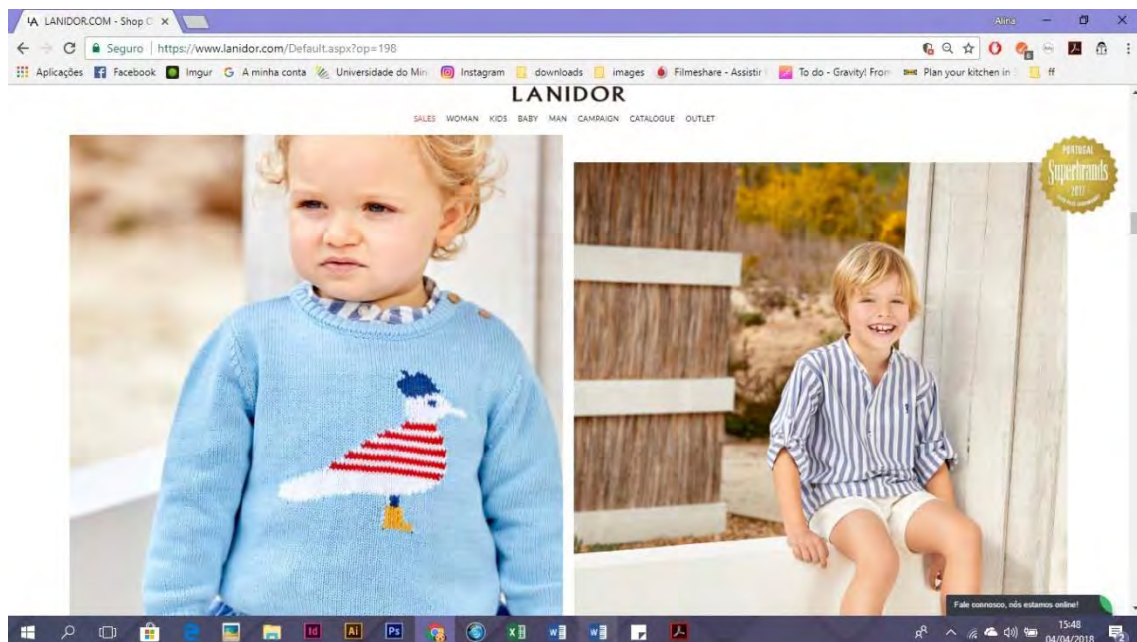 LANIDOR.COM - Shop O
Alina
Seguro | https://www.lanidor.com/Default.aspx?op=198
Aplicações Facebook Imgur A minha conta Universidade do Min Instagram downloads images Filmeshare - Assistir To do - Gravity! From Plan your kitchen in ff
LANIDOR
SALES WOMAN KIDS BABY MAN CAMPAIGN CATALOGUE OUTLET
PORTUGAL
Superbrands
2017
Fale connosco, nós estamos online!
Id Ai Ps
15:48
04/04/2018